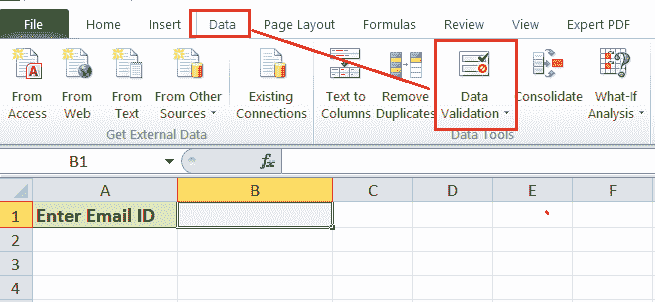 File Home Insert Data Page Layout Formulas Review View Expert PDF
From Access From Web From Text From Other Sources Existing Connections Text to Columns Remove Duplicates Data Validation Consolidate What-If Analysis
Get External Data Data Tools
B1 fx
A B C D E F
1 Enter Email ID
2
3
4